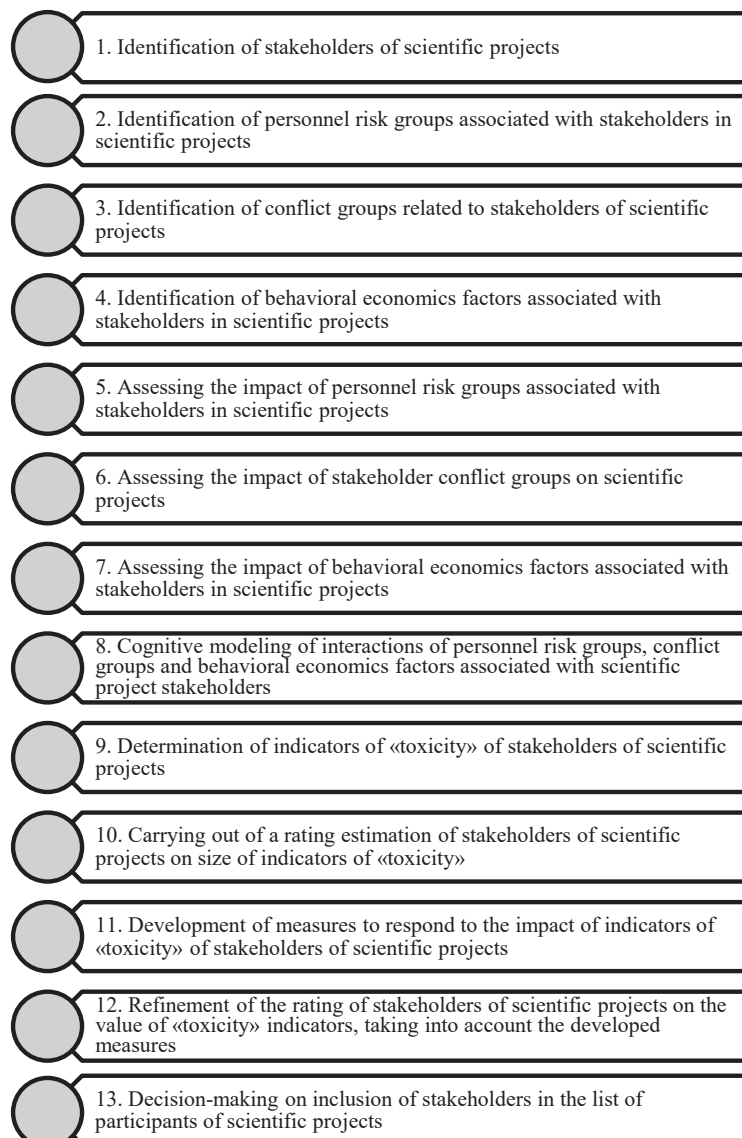 1. Identification of stakeholders of scientific projects
2. Identification of personnel risk groups associated with stakeholders in
scientific projects
3. Identification of conflict groups related to stakeholders of scientific
projects
4. Identification of behavioral economics factors associated with
stakeholders in scientific projects
5. Assessing the impact of personnel risk groups associated with
stakeholders in scientific projects
6. Assessing the impact of stakeholder conflict groups on scientific
projects
7. Assessing the impact of behavioral economics factors associated with
stakeholders in scientific projects
8. Cognitive modeling of interactions of personnel risk groups, conflict
groups and behavioral economics factors associated with scientific
project stakeholders
9. Determination of indicators of «toxicity» of stakeholders of scientific
projects
10. Carrying out of a rating estimation of stakeholders of scientific
projects on size of indicators of «toxicity»
11. Development of measures to respond to the impact of indicators of
«toxicity» of stakeholders of scientific projects
12. Refinement of the rating of stakeholders of scientific projects on the
value of «toxicity» indicators, taking into account the developed
measures
13. Decision-making on inclusion of stakeholders in the list of
participants of scientific projects